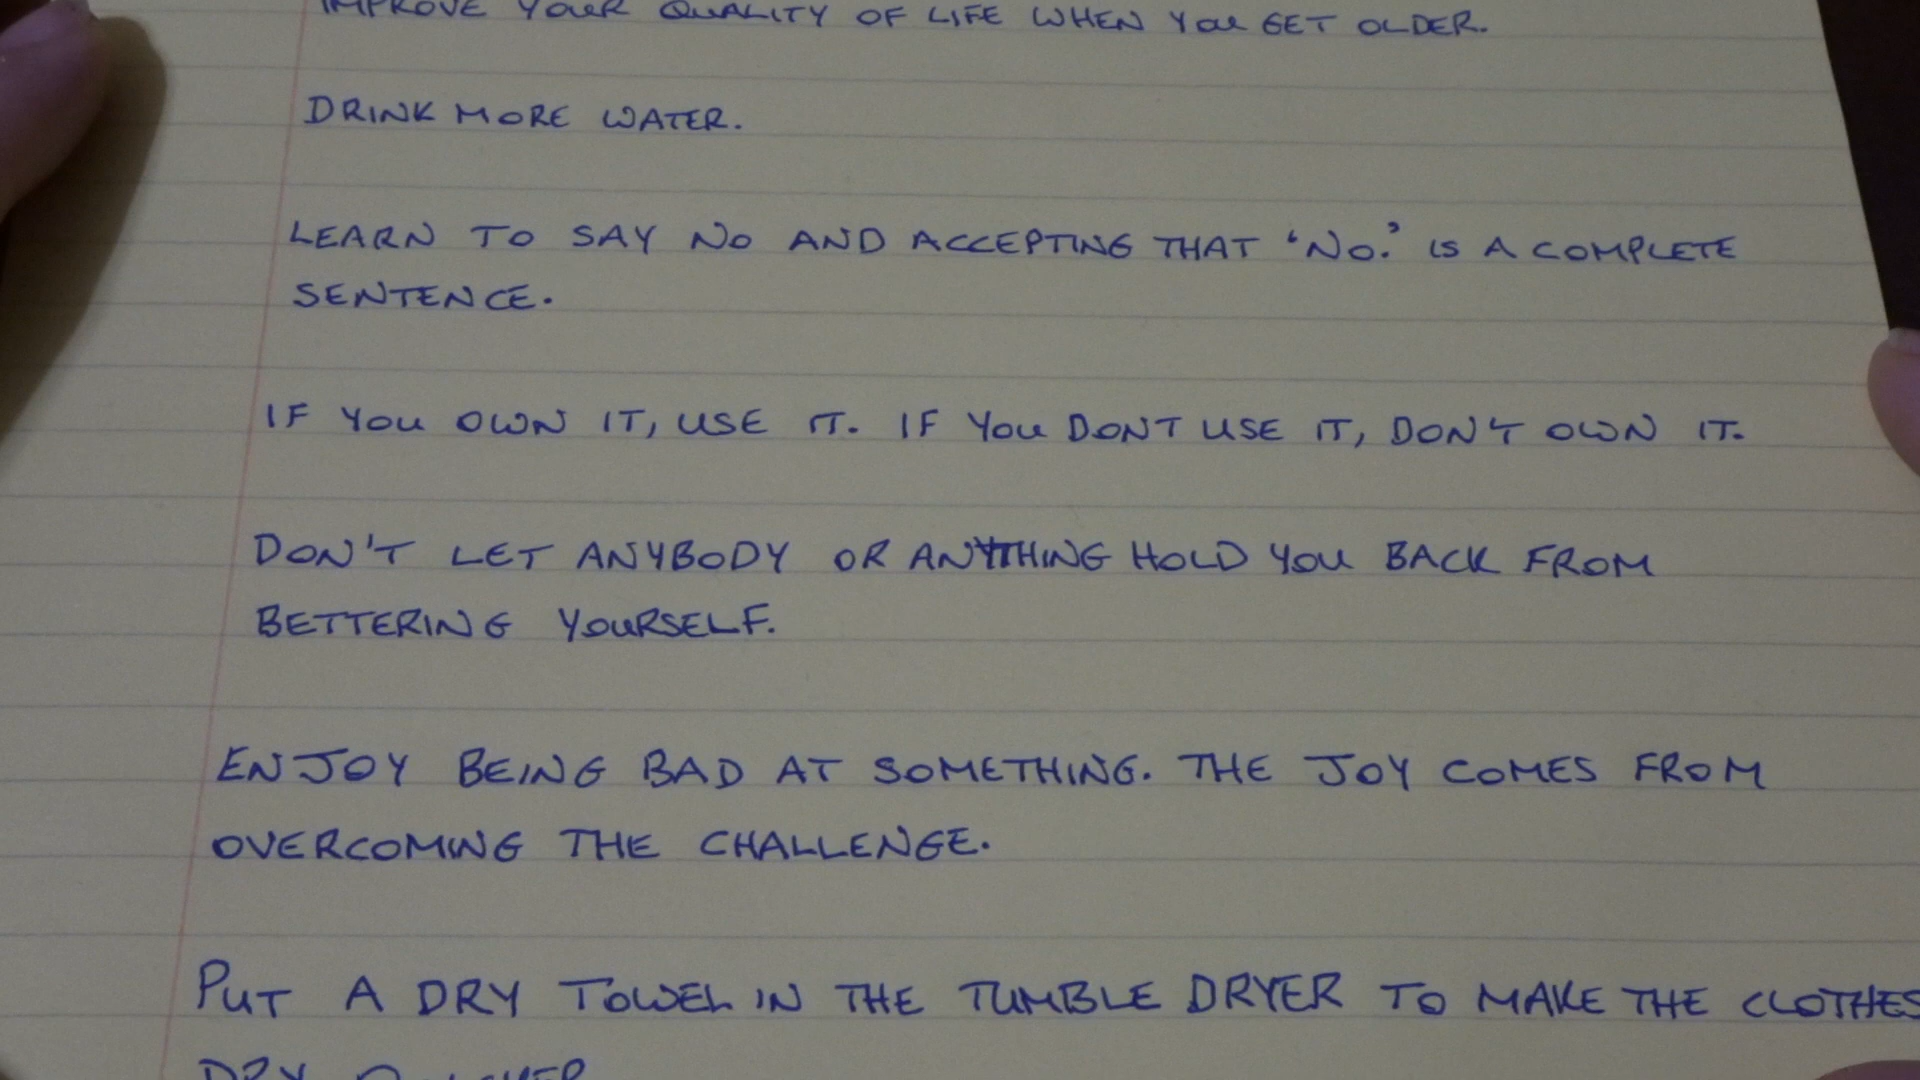 IMPROVE YOUR QUALITY OF LIFE WHEN YOU GET OLDER.
DRINK MORE WATER.
LEARN TO SAY NO AND ACCEPTING THAT 'NO.' IS A COMPLETE
SENTENCE.
IF YOU OWN IT, USE IT. IF YOU DONT USE IT, DON'T OWN IT.
DON'T LET ANYBODY OR ANYTHING HOLD YOU BACK FROM
BETTERING YOURSELF.
ENJOY BEING BAD AT SOMETHING. THE JOY COMES FROM
OVERCOMING THE CHALLENGE.
PUT A DRY TOWEL IN THE TUMBLE DRYER TO MAKE THE CLOTHES
DRY QUICKER